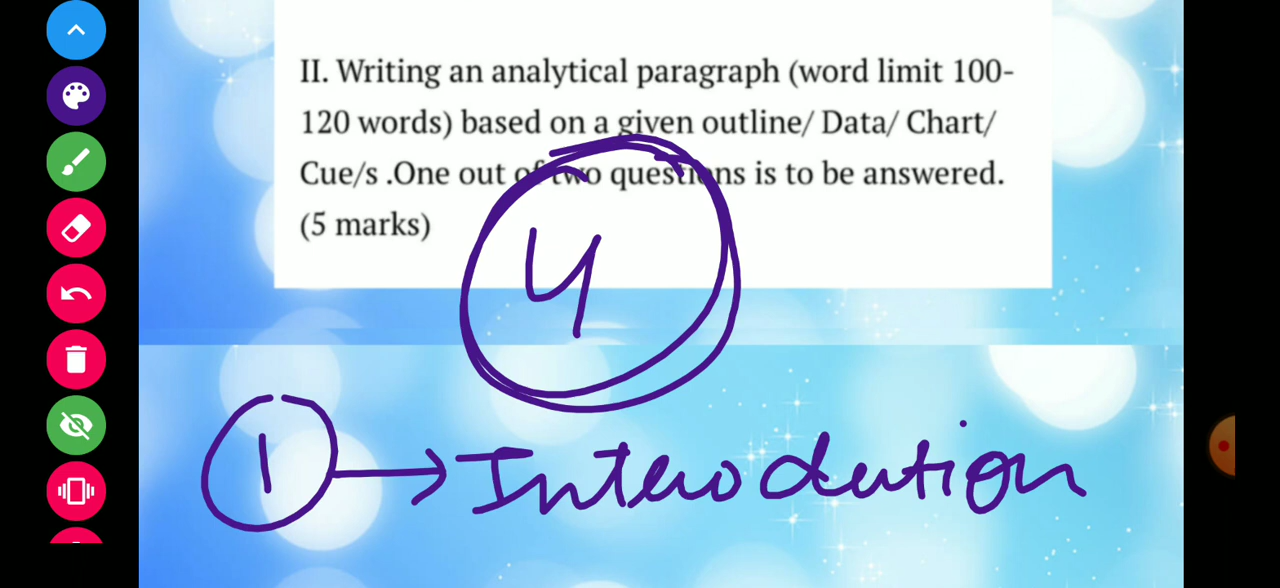 II. Writing an analytical paragraph (word limit 100-
120 words) based on a given outline/ Data/ Chart/
Cue/s .One out of two questions is to be answered.
(5 marks)
4
1 → Introdution